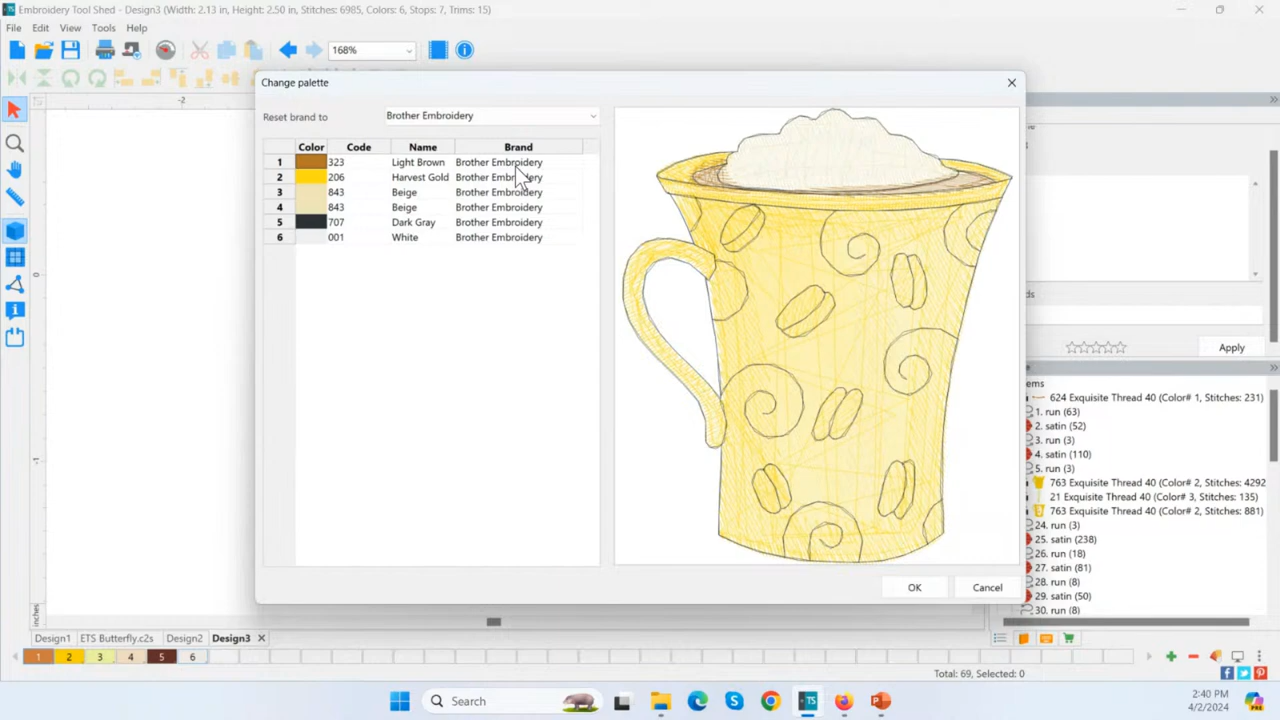 Embroidery Tool Shed - Design3 (Width: 2.13 in, Height: 2.50 in, Stitches: 6985, Colors: 6, Stops: 7, Trims: 15)
File Edit View Tools Help
168%
Change palette
-2
Reset brand to Brother Embroidery
Color Code Name Brand
1 323 Light Brown Brother Embroidery
2 206 Harvest Gold Brother Embroidery
3 843 Beige Brother Embroidery
4 843 Beige Brother Embroidery
5 707 Dark Gray Brother Embroidery
6 001 White Brother Embroidery
0
ds
Apply
ems
624 Exquisite Thread 40 (Color# 1, Stitches: 231)
1. run (63)
2. satin (52)
3. run (3)
4. satin (110)
5. run (3)
763 Exquisite Thread 40 (Color# 2, Stitches: 4292
21 Exquisite Thread 40 (Color# 3, Stitches: 135)
763 Exquisite Thread 40 (Color# 2, Stitches: 881)
24. run (3)
25. satin (238)
26. run (18)
27. satin (81)
28. run (8)
29. satin (50)
30. run (8)
-1
OK Cancel
inches
Design1 ETS Butterfly.c2s Design2 Design3
1 2 3 4 5 6
Total: 69, Selected: 0
Search
2:40 PM
4/2/2024